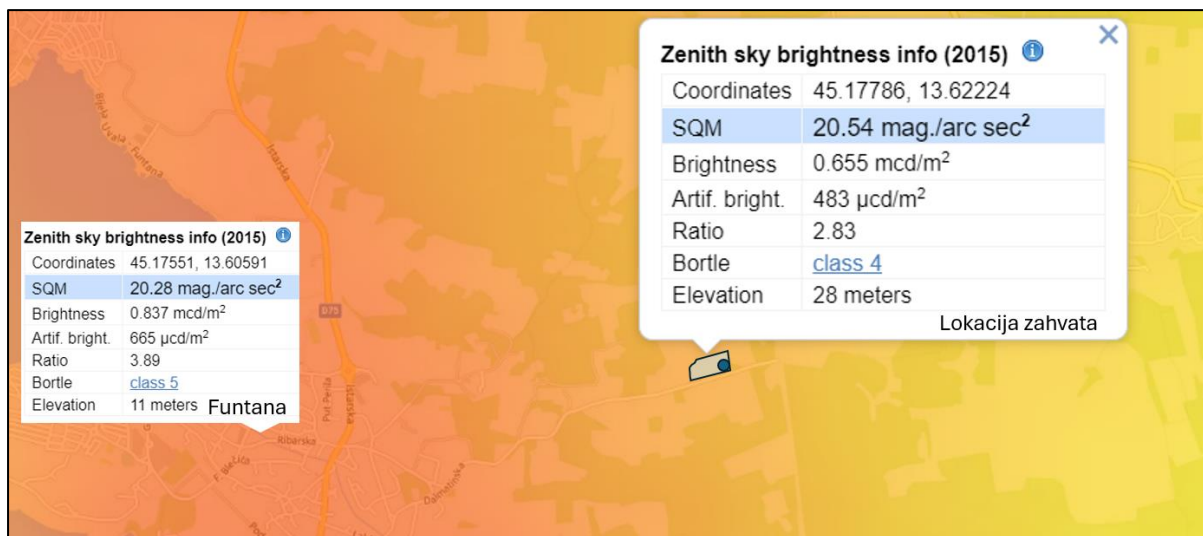 Zenith sky brightness info (2015)
Coordinates 45.17786, 13.62224
SQM 20.54 mag./arc sec²
Brightness 0.655 mcd/m²
Artif. bright. 483 µcd/m²
Ratio 2.83
Bortle class 4
Elevation 28 meters
Lokacija zahvata
Zenith sky brightness info (2015)
Coordinates 45.17551, 13.60591
SQM 20.28 mag./arc sec²
Brightness 0.837 mcd/m²
Artif. bright. 665 µcd/m²
Ratio 3.89
Bortle class 5
Elevation 11 meters
Funtana
Bijela Uvala - Funtana
Istarska
D75
Put Perila
Istarska
Ribarska
Dalmatinska